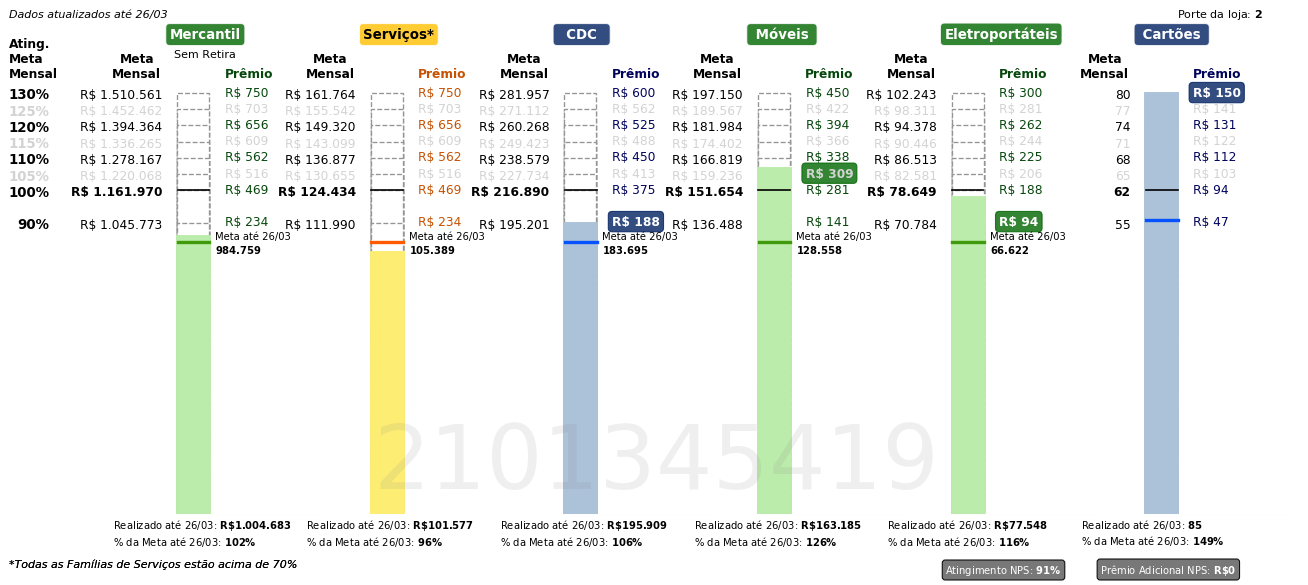 Dados atualizados até 26/03
Porte da loja: 2
Mercantil Serviços* CDC Móveis Eletroportáteis Cartões
Sem Retira
Ating. Meta Mensal
Meta Mensal Prêmio Meta Mensal Prêmio Meta Mensal Prêmio Meta Mensal Prêmio Meta Mensal Prêmio Meta Mensal Prêmio
130% R$ 1.510.561 R$ 750 R$ 161.764 R$ 750 R$ 281.957 R$ 600 R$ 197.150 R$ 450 R$ 102.243 R$ 300 80 R$ 150
125% R$ 1.452.462 R$ 703 R$ 155.542 R$ 703 R$ 271.112 R$ 562 R$ 189.567 R$ 422 R$ 98.311 R$ 281 77 R$ 141
120% R$ 1.394.364 R$ 656 R$ 149.320 R$ 656 R$ 260.268 R$ 525 R$ 181.984 R$ 394 R$ 94.378 R$ 262 74 R$ 131
115% R$ 1.336.265 R$ 609 R$ 143.099 R$ 609 R$ 249.423 R$ 488 R$ 174.402 R$ 366 R$ 90.446 R$ 244 71 R$ 122
110% R$ 1.278.167 R$ 562 R$ 136.877 R$ 562 R$ 238.579 R$ 450 R$ 166.819 R$ 338 R$ 86.513 R$ 225 68 R$ 112
105% R$ 1.220.068 R$ 516 R$ 130.655 R$ 516 R$ 227.734 R$ 413 R$ 159.236 R$ 309 R$ 82.581 R$ 206 65 R$ 103
100% R$ 1.161.970 R$ 469 R$ 124.434 R$ 469 R$ 216.890 R$ 375 R$ 151.654 R$ 281 R$ 78.649 R$ 188 62 R$ 94
90% R$ 1.045.773 R$ 234 R$ 111.990 R$ 234 R$ 195.201 R$ 188 R$ 136.488 R$ 141 R$ 70.784 R$ 94 55 R$ 47
Meta até 26/03 Meta até 26/03 Meta até 26/03 Meta até 26/03 Meta até 26/03
984.759 105.389 183.695 128.558 66.622
2101345419
Realizado até 26/03: R$1.004.683 Realizado até 26/03: R$101.577 Realizado até 26/03: R$195.909 Realizado até 26/03: R$163.185 Realizado até 26/03: R$77.548 Realizado até 26/03: 85
% da Meta até 26/03: 102% % da Meta até 26/03: 96% % da Meta até 26/03: 106% % da Meta até 26/03: 126% % da Meta até 26/03: 116% % da Meta até 26/03: 149%
*Todas as Famílias de Serviços estão acima de 70%
Atingimento NPS: 91% Prêmio Adicional NPS: R$0